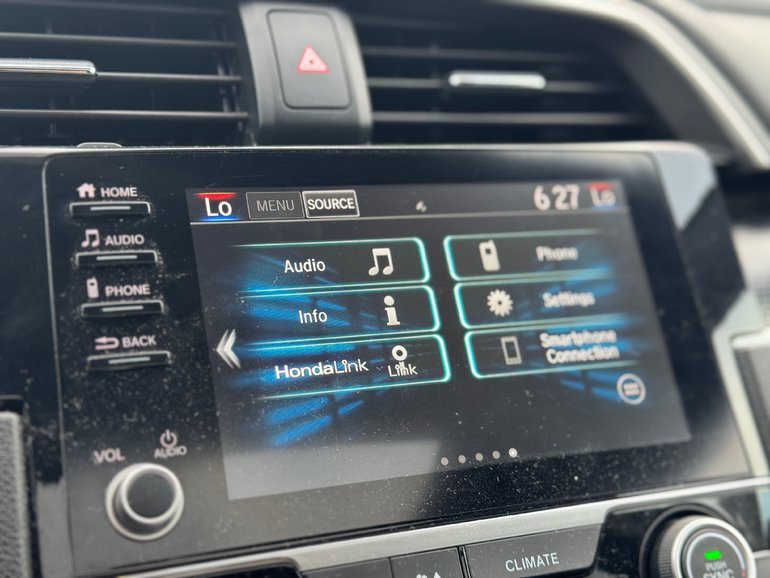 HOME
AUDIO
PHONE
BACK
VOL
AUDIO
Lo MENU SOURCE 6 27 Lo
Audio
Info
HondaLink Link
Phone
Settings
Smartphone
Connection
CLIMATE
PUSH
SYNC